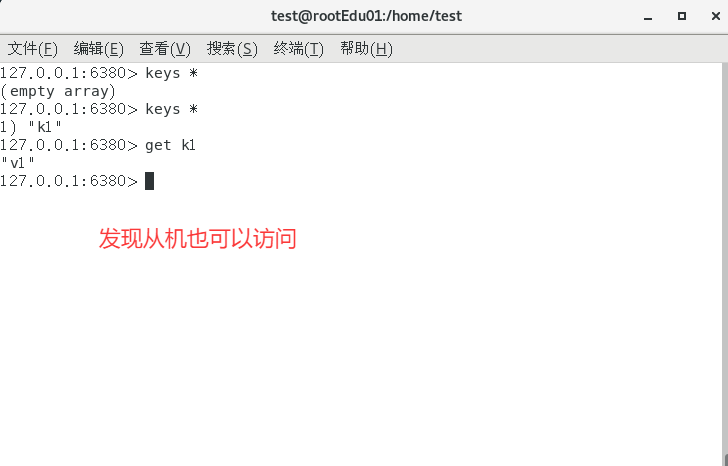 test@rootEdu01:/home/test
文件(F) 编辑(E) 查看(V) 搜索(S) 终端(T) 帮助(H)
127.0.0.1:6380> keys *
(empty array)
127.0.0.1:6380> keys *
1) "k1"
127.0.0.1:6380> get k1
"v1"
127.0.0.1:6380>
发现从机也可以访问